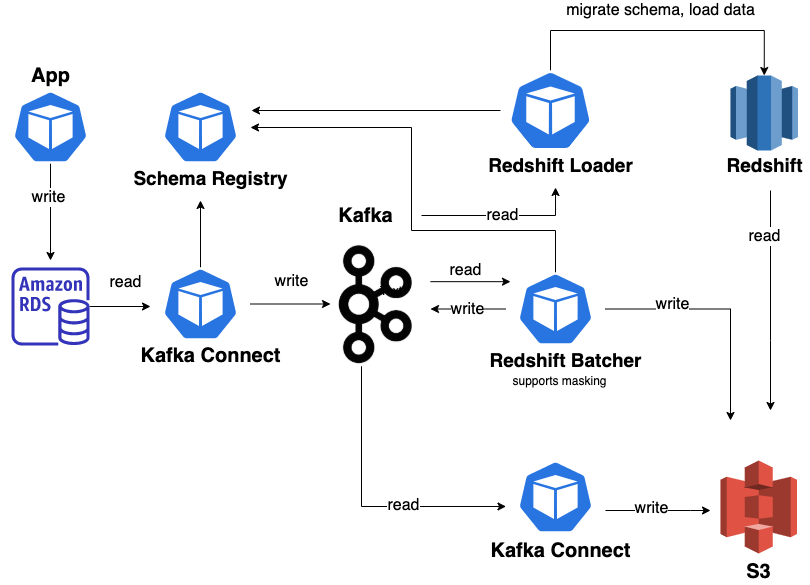 migrate schema, load data
App
Schema Registry
Redshift Loader
Redshift
write
Kafka
read
read
Amazon
RDS
read
write
read
write
write
Kafka Connect
Redshift Batcher
supports masking
read
write
Kafka Connect
S3